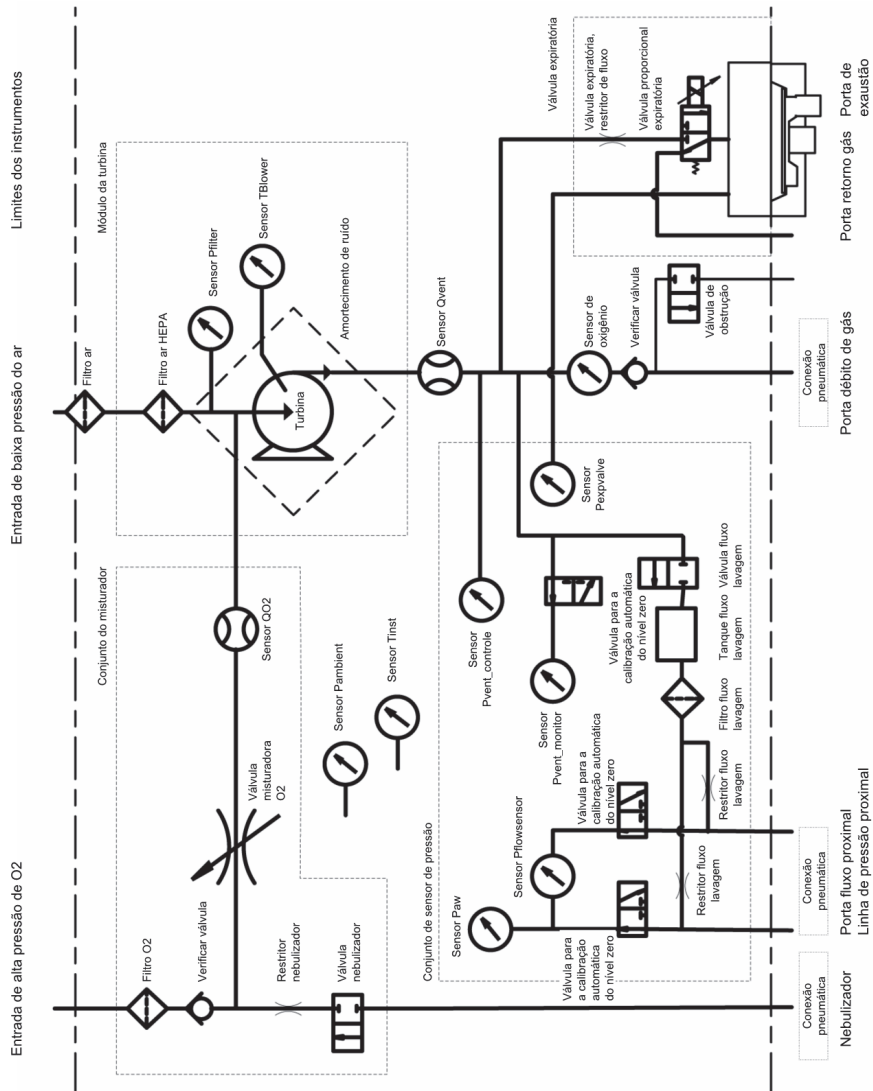 Entrada de alta pressão de O2
Entrada de baixa pressão do ar
Limites dos instrumentos
Conjunto do misturador
Filtro O2
Verificar válvula
Restritor
nebulizador
Válvula
nebulizador
Válvula
misturadora
O2
Sensor QO2
Sensor Pambient
Sensor Tinst
Módulo da turbina
Filtro ar
Filtro ar HEPA
Sensor Pfilter
Sensor TBlower
Turbina
Amortecimento de ruído
Sensor Qvent
Conjunto de sensor de pressão
Sensor Paw
Sensor Pflowsensor
Válvula para
a calibração
automática
do nível zero
Válvula para a
calibração automática
do nível zero
Restritor fluxo
lavagem
Restritor fluxo
lavagem
Filtro fluxo
lavagem
Tanque fluxo
lavagem
Válvula fluxo
lavagem
Sensor
Pvent_monitor
Válvula para a
calibração automática
do nível zero
Sensor
Pvent_controle
Sensor
Pexpvalve
Sensor de
oxigênio
Verificar válvula
Válvula de
obstrução
Válvula expiratória
Válvula expiratória,
restritor de fluxo
Válvula proporcional
expiratória
Conexão
pneumática
Nebulizador
Conexão
pneumática
Porta fluxo proximal
Linha de pressão proximal
Conexão
pneumática
Porta débito de gás
Porta retorno gás
Porta de
exaustão